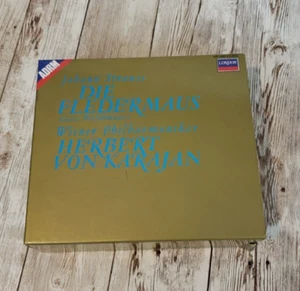 ADRM
LONDON
Johann Strauss
DIE
FLEDERMAUS
Wiener Philharmoniker
HERBERT
VON KARAJAN